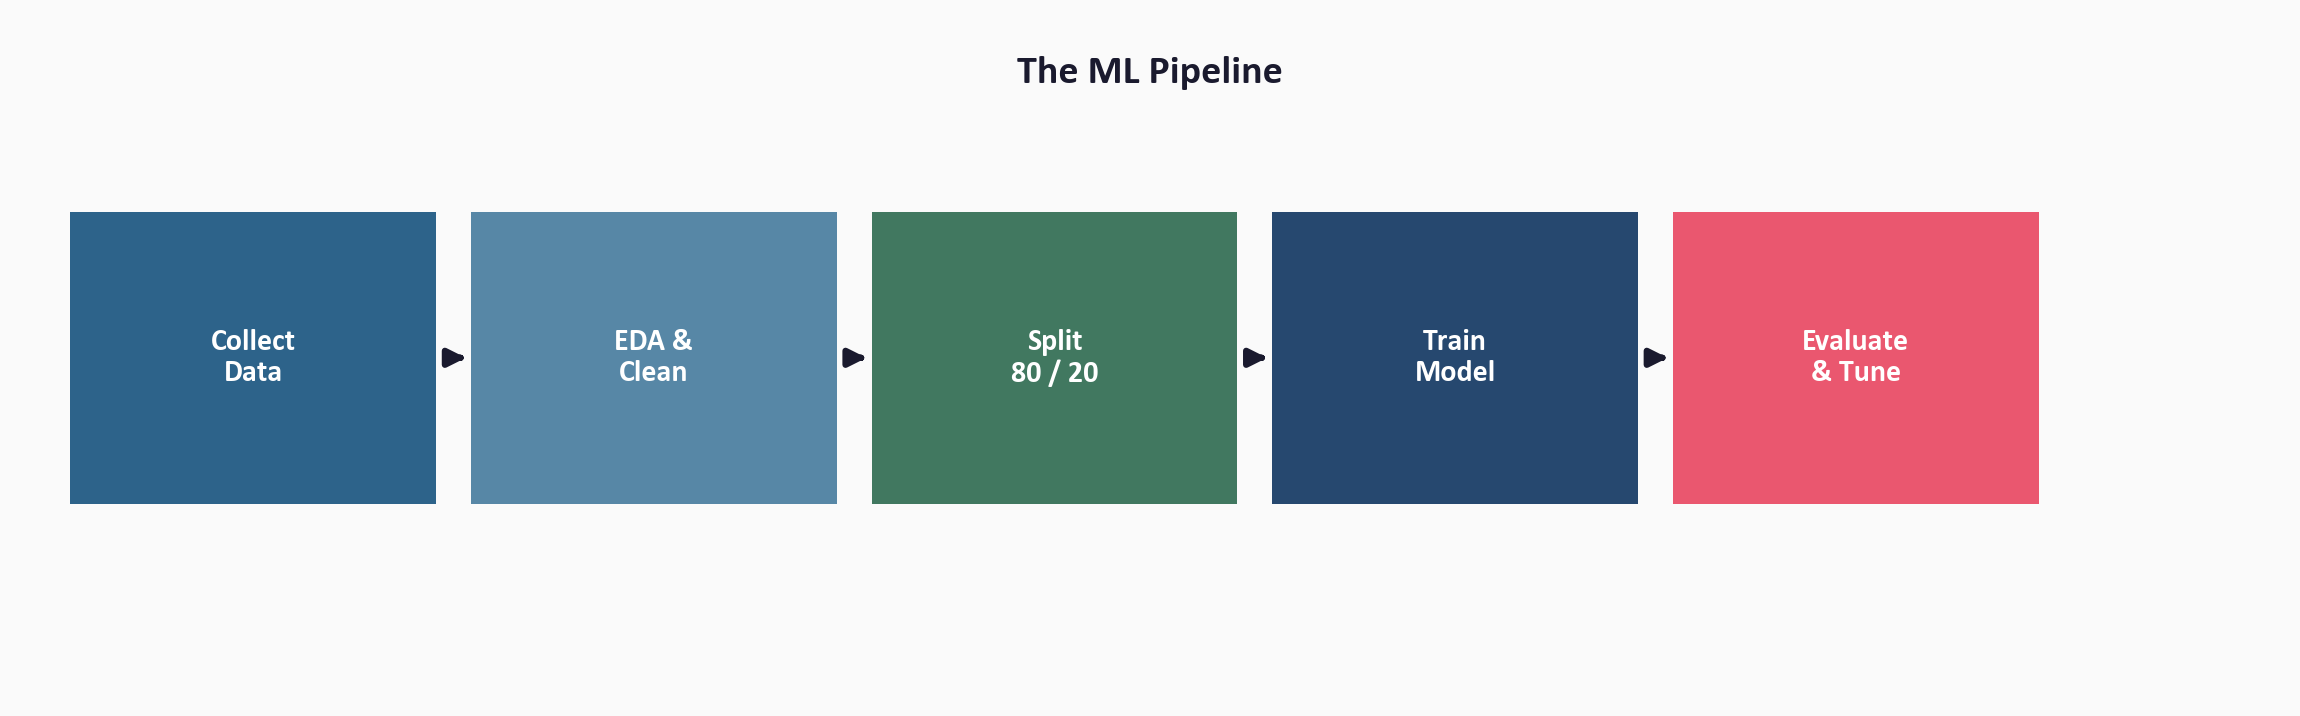 The ML Pipeline
Collect
Data
EDA &
Clean
Split
80 / 20
Train
Model
Evaluate
& Tune